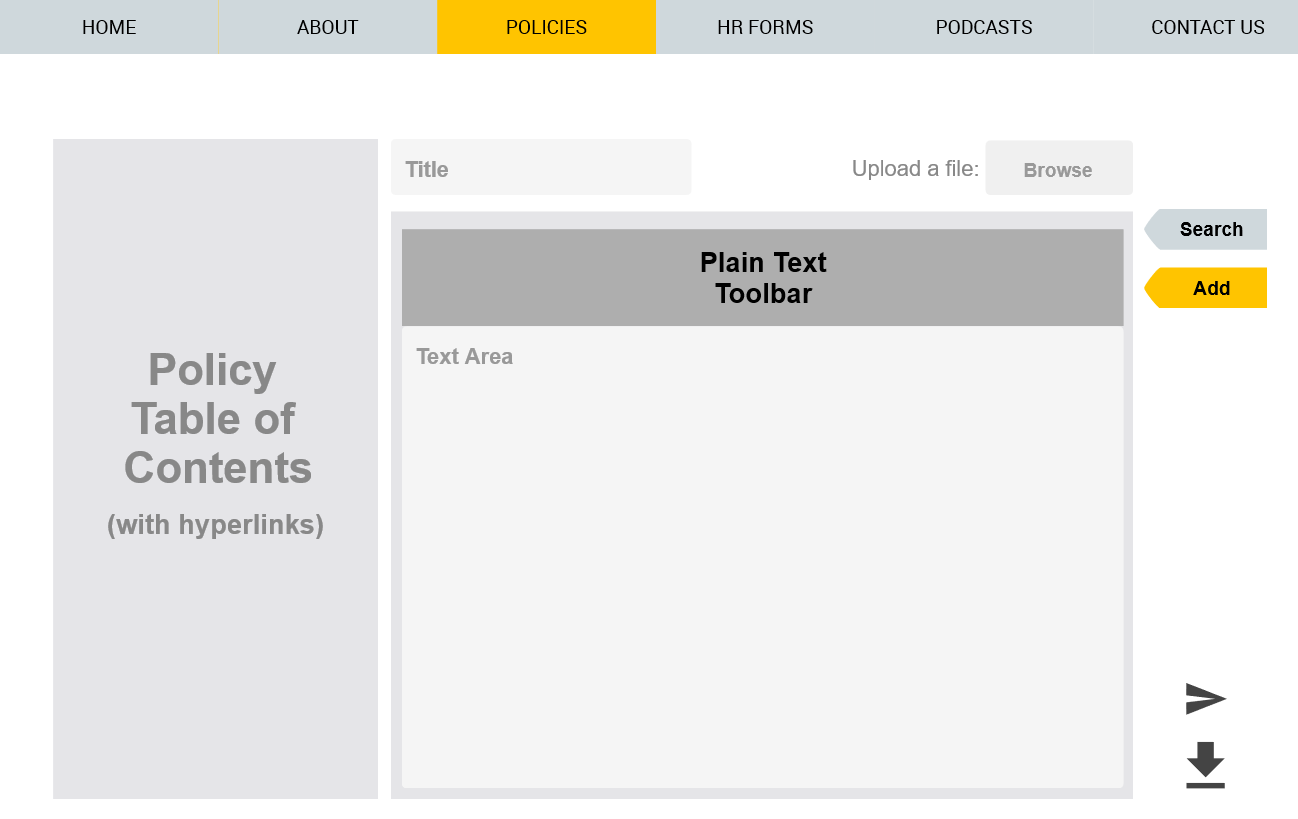 HOME
ABOUT
POLICIES
HR FORMS
PODCASTS
CONTACT US
Title
Upload a file:
Browse
Search
Add
Plain Text
Toolbar
Text Area
Policy
Table of
Contents
(with hyperlinks)